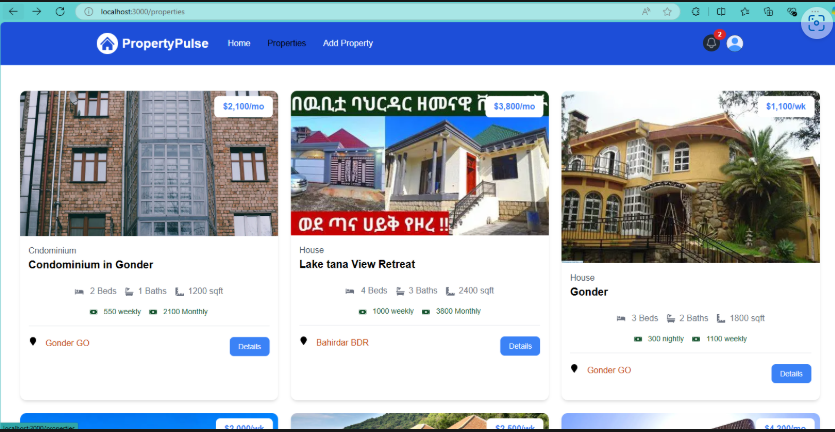 localhost:3000/properties
PropertyPulse
Home
Properties
Add Property
2
$2,100/mo
Cndominium
Condominium in Gonder
2 Beds 1 Baths 1200 sqft
550 weekly 2100 Monthly
Gonder GO
Details
በዉቢቷ ባህርዳር ዘመናዊ
$3,800/mo
ወደ ጣና ሀይቅ የዞረ !!
House
Lake tana View Retreat
4 Beds 3 Baths 2400 sqft
1000 weekly 3800 Monthly
Bahirdar BDR
Details
$1,100/wk
House
Gonder
3 Beds 2 Baths 1800 sqft
300 nightly 1100 weekly
Gonder GO
Details
$2,000/wk
$2,500/wk
$4,200/mo
localhost:3000/properties